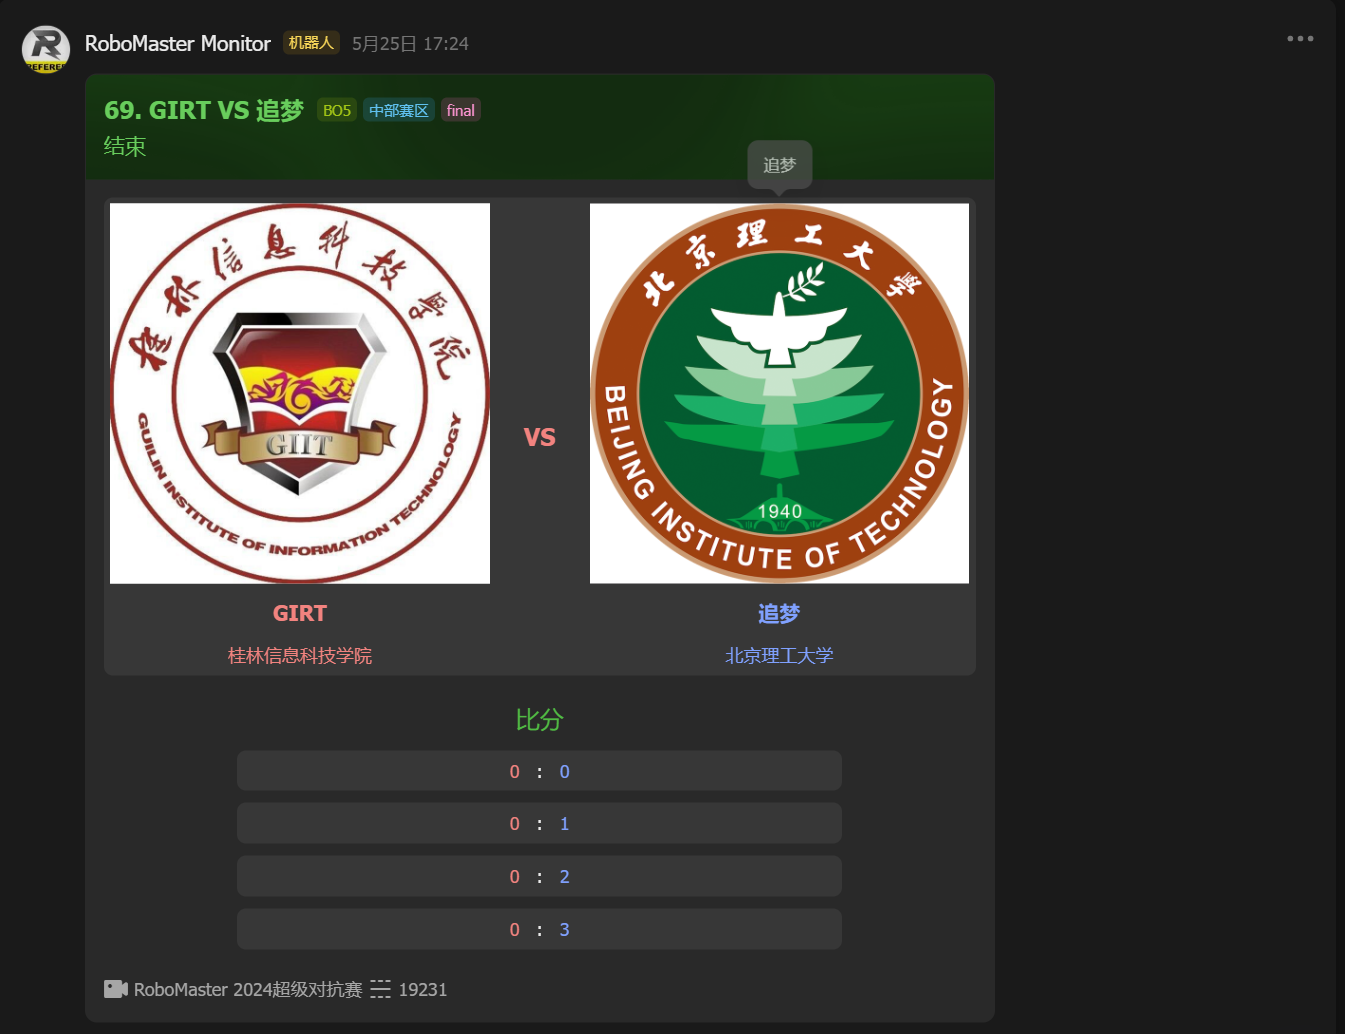 RoboMaster Monitor 机器人 5月25日 17:24
REFEREE
69. GIRT VS 追梦 BO5 中部赛区 final
结束
追梦
桂林信息科技學院
GIIT
GUILIN INSTITUTE OF INFORMATION TECHNOLOGY
VS
北京理工大学
1940
BEIJING INSTITUTE OF TECHNOLOGY
GIRT
追梦
桂林信息科技学院
北京理工大学
比分
0 : 0
0 : 1
0 : 2
0 : 3
RoboMaster 2024超级对抗赛 19231